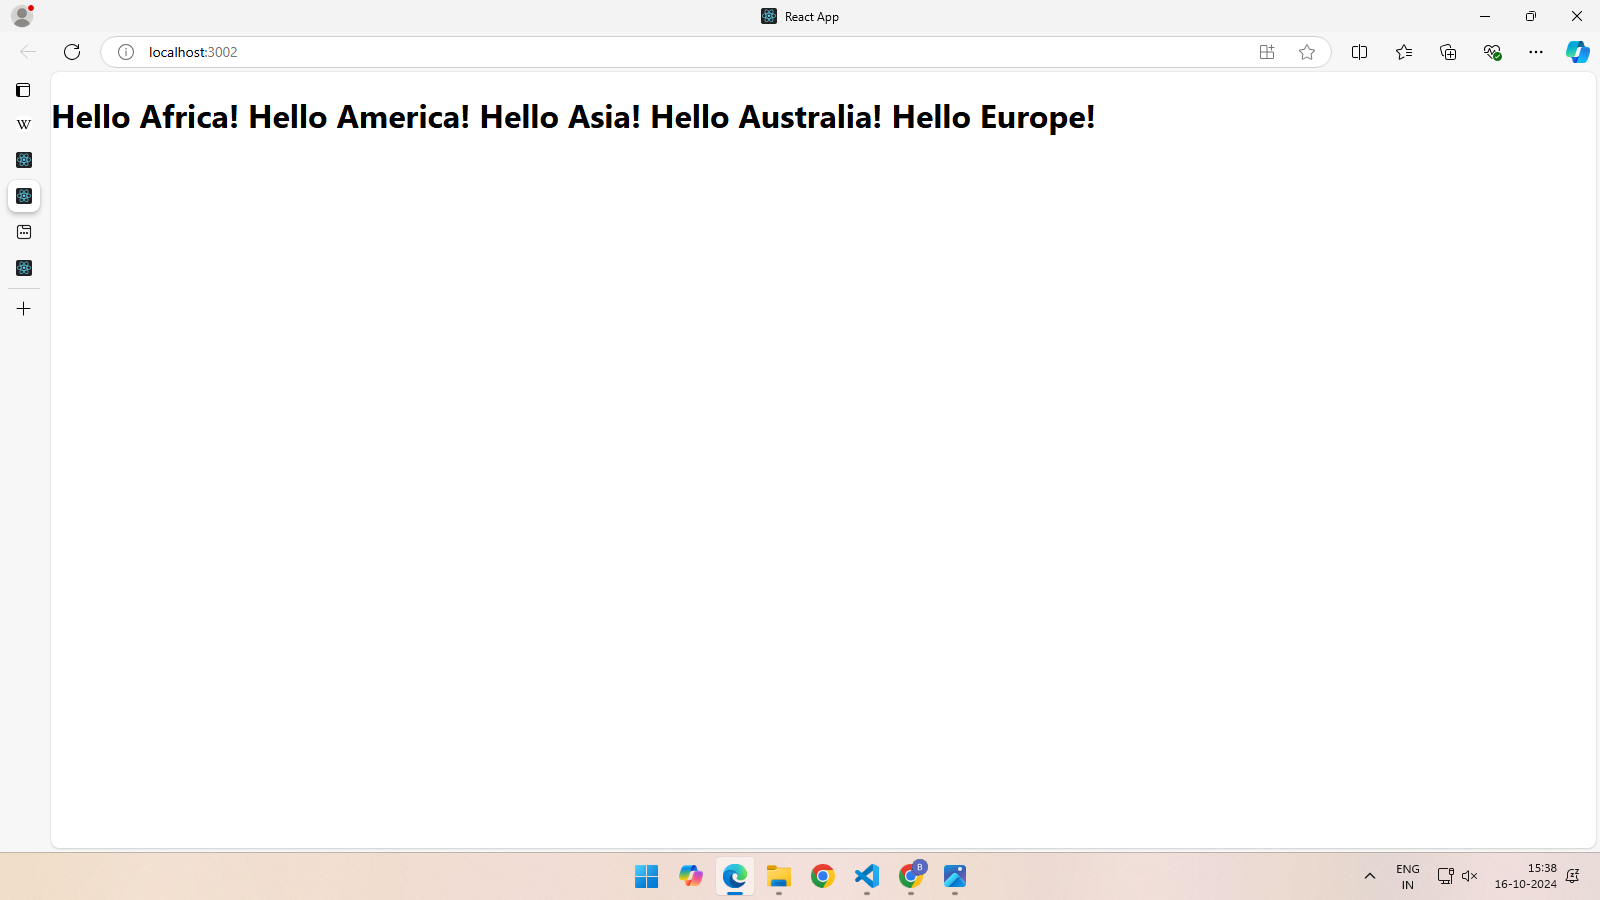 React App
localhost:3002
W
Hello Africa! Hello America! Hello Asia! Hello Australia! Hello Europe!
B
ENG
IN
15:38
16-10-2024